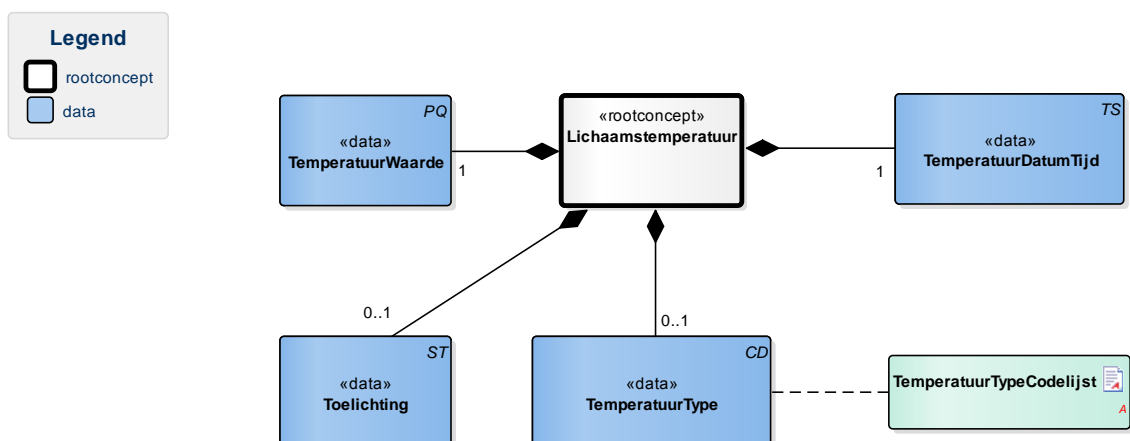 Legend
rootconcept
data
PQ
«data»
TemperatuurWaarde
1
«rootconcept»
Lichaamstemperatuur
TS
«data»
TemperatuurDatumTijd
1
0..1
0..1
ST
«data»
Toelichting
CD
«data»
TemperatuurType
TemperatuurTypeCodelijst
A